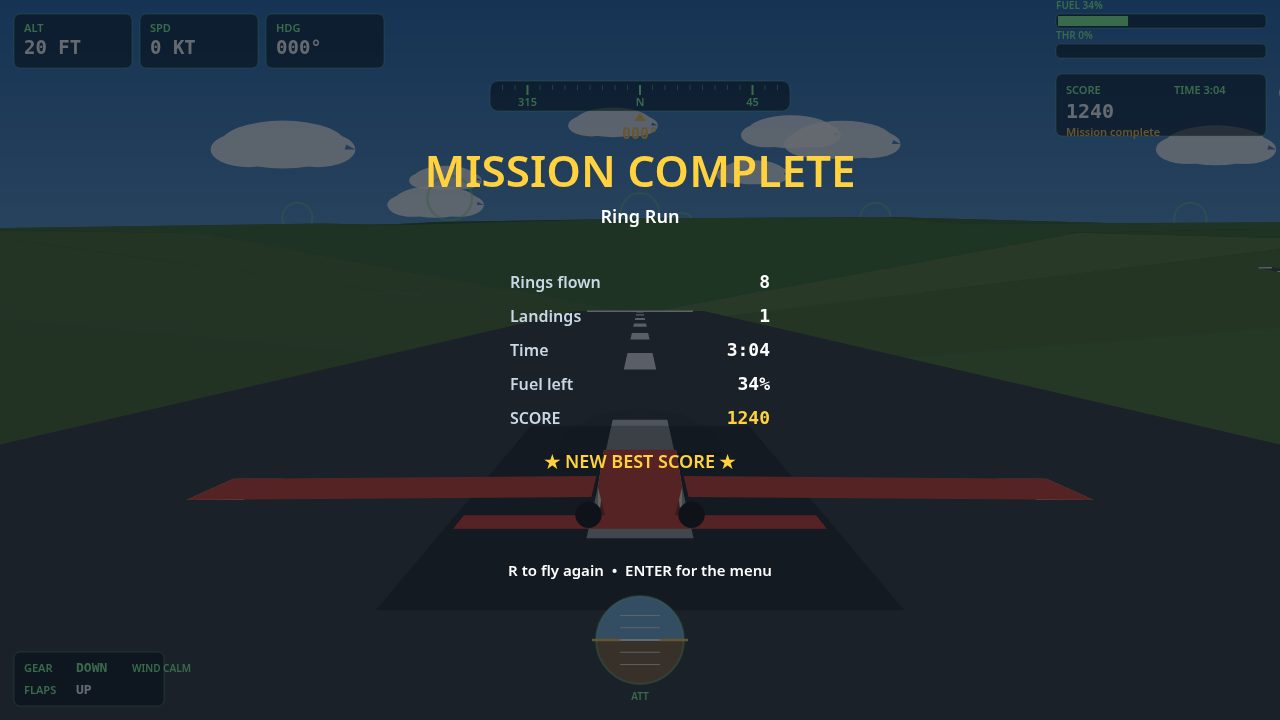 ALT
20 FT
SPD
0 KT
HDG
000°
FUEL 34%
THR 0%
SCORE TIME 3:04
1240
Mission complete
315 N 45
000°
MISSION COMPLETE
Ring Run
Rings flown 8
Landings 1
Time 3:04
Fuel left 34%
SCORE 1240
★ NEW BEST SCORE ★
R to fly again • ENTER for the menu
GEAR DOWN WIND CALM
FLAPS UP
ATT